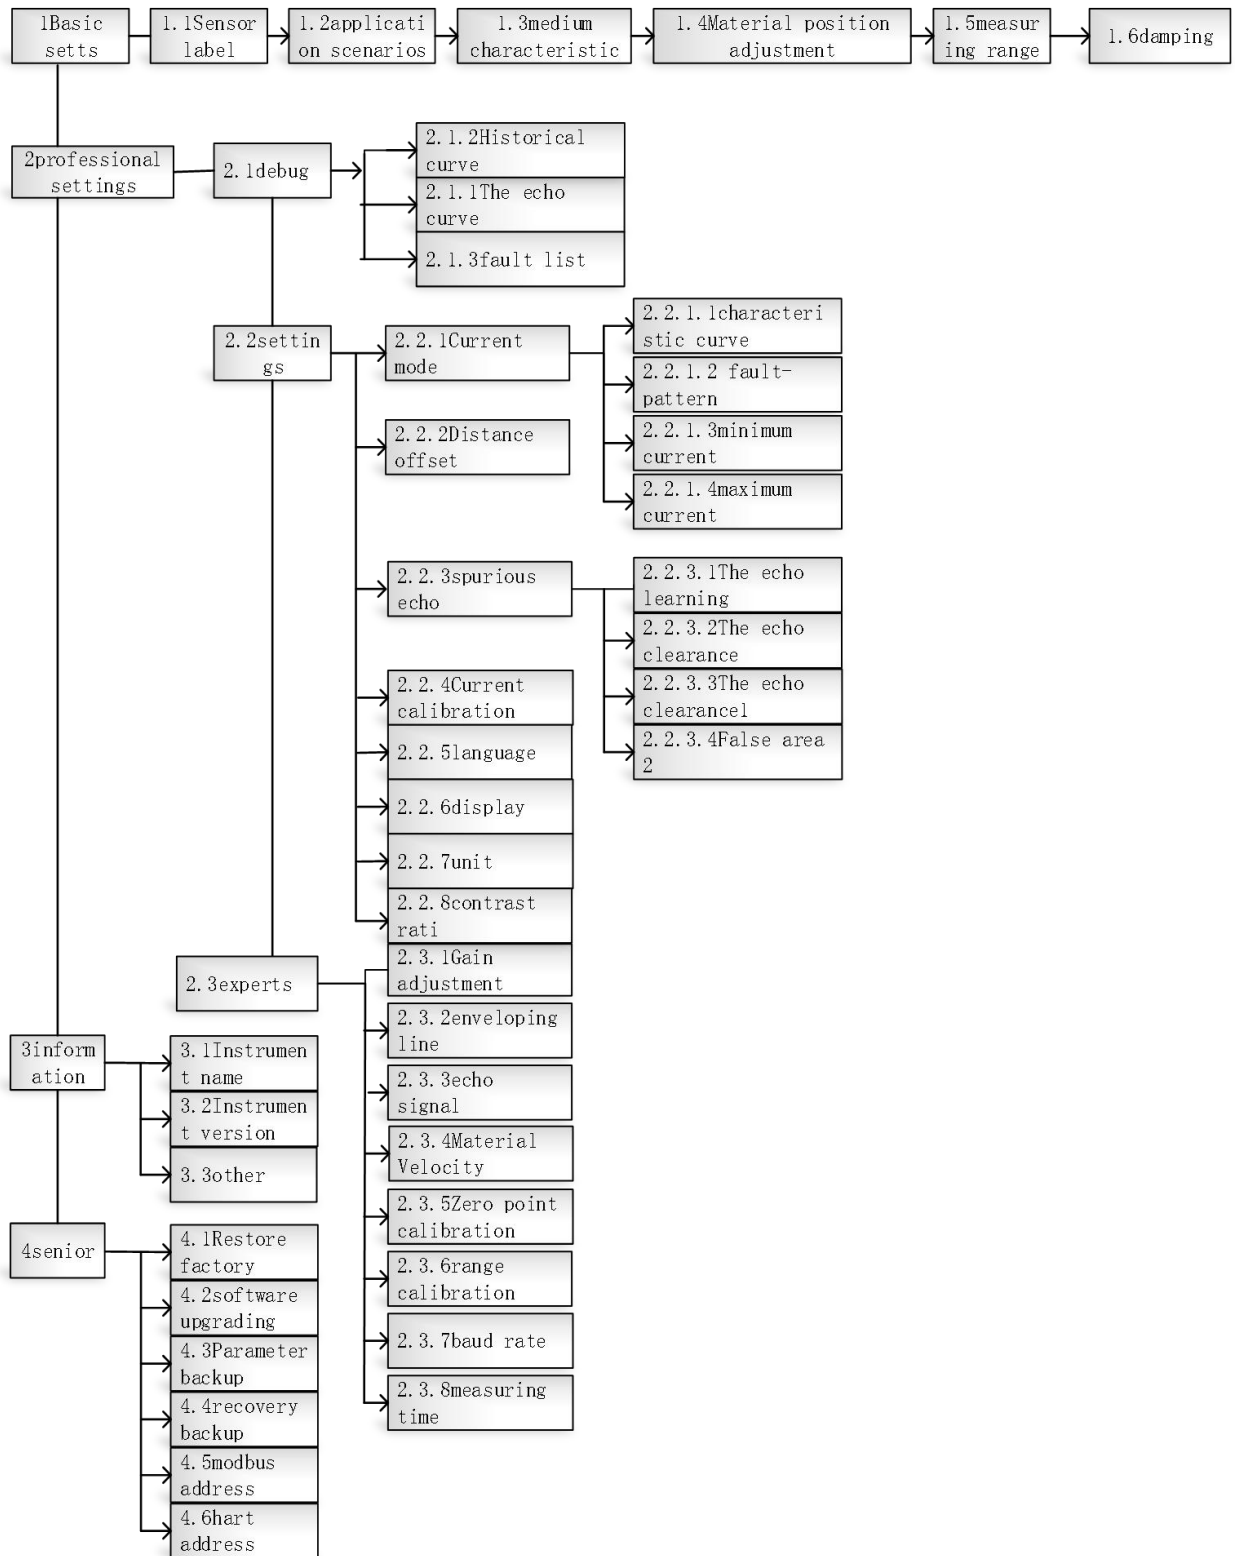 1Basic
setts
1.1Sensor
label
1.2applicati
on scenarios
1.3medium
characteristic
1.4Material position
adjustment
1.5measur
ing range
1.6damping
2professional
settings
2.1debug
2.1.2Historical
curve
2.1.1The echo
curve
2.1.3fault list
2.2settin
gs
2.2.1Current
mode
2.2.1.1characteri
stic curve
2.2.1.2 fault-
pattern
2.2.1.3minimum
current
2.2.1.4maximum
current
2.2.2Distance
offset
2.2.3spurious
echo
2.2.3.1The echo
learning
2.2.3.2The echo
clearance
2.2.3.3The echo
clearance1
2.2.3.4False area
2
2.2.4Current
calibration
2.2.5language
2.2.6display
2.2.7unit
2.2.8contrast
rati
2.3experts
2.3.1Gain
adjustment
2.3.2enveloping
line
2.3.3echo
signal
2.3.4Material
Velocity
2.3.5Zero point
calibration
2.3.6range
calibration
2.3.7baud rate
2.3.8measuring
time
3inform
ation
3.1Instrumen
t name
3.2Instrumen
t version
3.3other
4senior
4.1Restore
factory
4.2software
upgrading
4.3Parameter
backup
4.4recovery
backup
4.5modbus
address
4.6hart
address